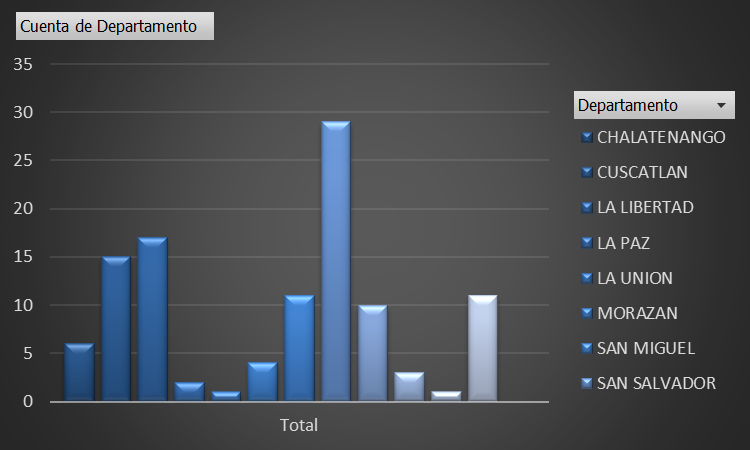 Cuenta de Departamento
35
30
25
20
15
10
5
0
Total
Departamento
CHALATENANGO
CUSCATLAN
LA LIBERTAD
LA PAZ
LA UNION
MORAZAN
SAN MIGUEL
SAN SALVADOR